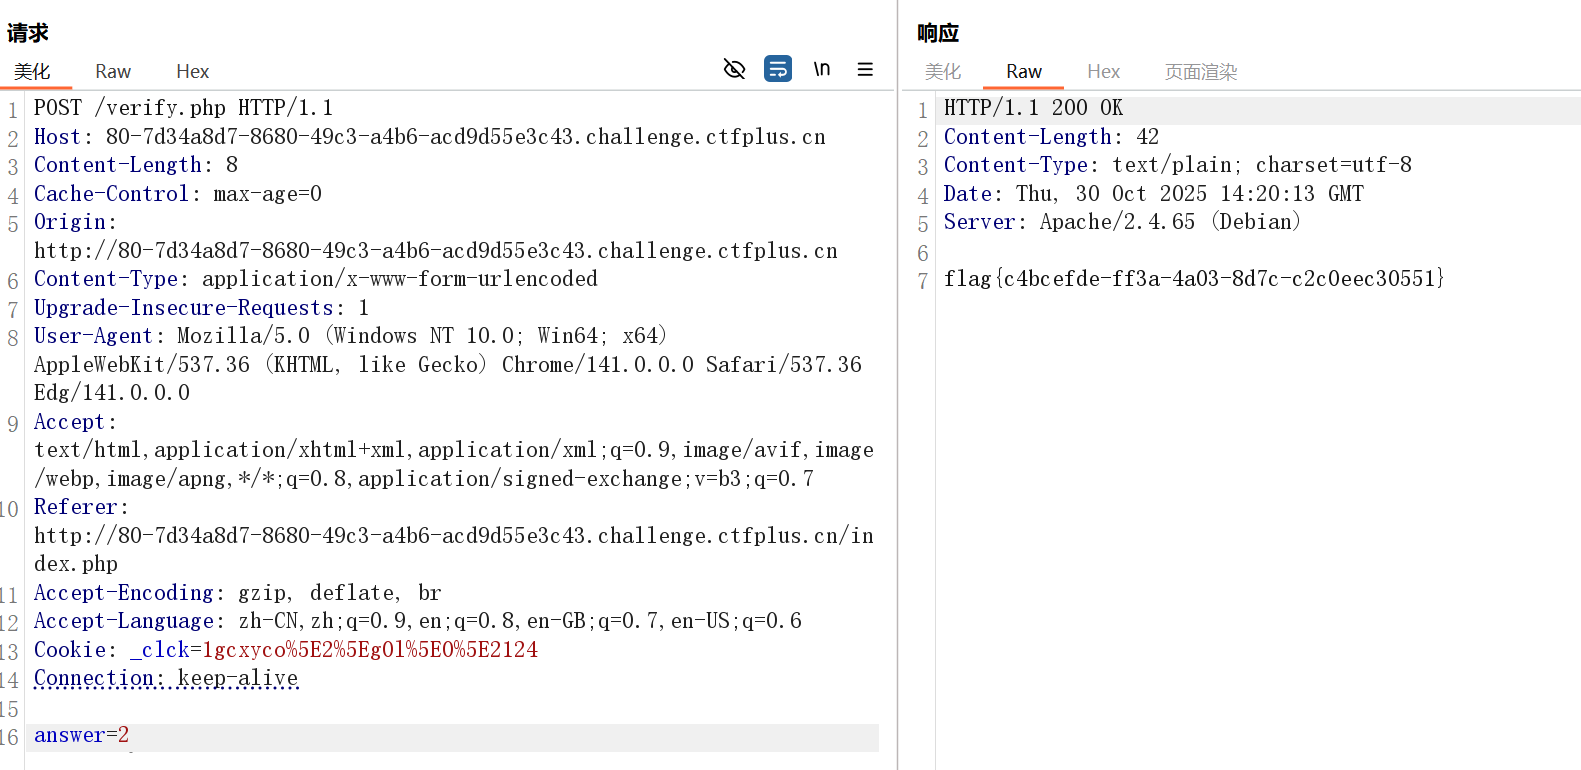 请求
美化 Raw Hex \n
1 POST /verify.php HTTP/1.1
2 Host: 80-7d34a8d7-8680-49c3-a4b6-acd9d55e3c43.challenge.ctfplus.cn
3 Content-Length: 8
4 Cache-Control: max-age=0
5 Origin:
http://80-7d34a8d7-8680-49c3-a4b6-acd9d55e3c43.challenge.ctfplus.cn
6 Content-Type: application/x-www-form-urlencoded
7 Upgrade-Insecure-Requests: 1
8 User-Agent: Mozilla/5.0 (Windows NT 10.0; Win64; x64)
AppleWebKit/537.36 (KHTML, like Gecko) Chrome/141.0.0.0 Safari/537.36
Edg/141.0.0.0
9 Accept:
text/html,application/xhtml+xml,application/xml;q=0.9,image/avif,image
/webp,image/apng,*/*;q=0.8,application/signed-exchange;v=b3;q=0.7
10 Referer:
http://80-7d34a8d7-8680-49c3-a4b6-acd9d55e3c43.challenge.ctfplus.cn/in
dex.php
11 Accept-Encoding: gzip, deflate, br
12 Accept-Language: zh-CN,zh;q=0.9,en;q=0.8,en-GB;q=0.7,en-US;q=0.6
13 Cookie: _clck=1gcxyco%5E2%5Eg0l%5E0%5E2124
14 Connection: keep-alive
15
16 answer=2
响应
美化 Raw Hex 页面渲染
1 HTTP/1.1 200 OK
2 Content-Length: 42
3 Content-Type: text/plain; charset=utf-8
4 Date: Thu, 30 Oct 2025 14:20:13 GMT
5 Server: Apache/2.4.65 (Debian)
6
7 flag{c4bcefde-ff3a-4a03-8d7c-c2c0eec30551}